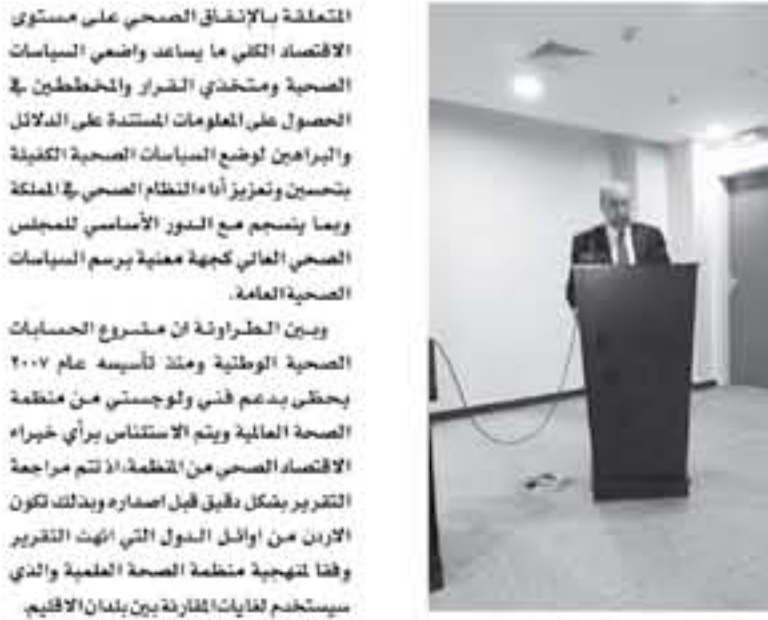 المتعلقة بالإنفاق الصحي على مستوى
الاقتصاد الكلي ما يساعد واضعي السياسات
الصحية ومتخذي القرار والمخططين في
الحصول على المعلومات المستندة على الدلائل
والبراهين لوضع السياسات الصحية الكفيلة
بتحسين وتعزيز أداء النظام الصحي في المملكة
وبما ينسجم مع الدور الأساسي للمجلس
الصحي العالي كجهة معنية برسم السياسات
الصحية العامة.
وبين الطراونة ان مشروع الحسابات
الصحية الوطنية ومنذ تأسيسه عام ٢٠٠٧
يحظى بدعم فني ولوجستي من منظمة
الصحة العالمية ويتم الاستئناس برأي خبراء
الاقتصاد الصحي من المنظمة، اذ تتم مراجعة
التقرير بشكل دقيق قبل اصداره وبذلك تكون
الاردن من اوائل الدول التي انهت التقرير
وفقا لمنهجية منظمة الصحة العلمية والذي
سيستخدم لغايات المقارنة بين بلدان الاقليم.